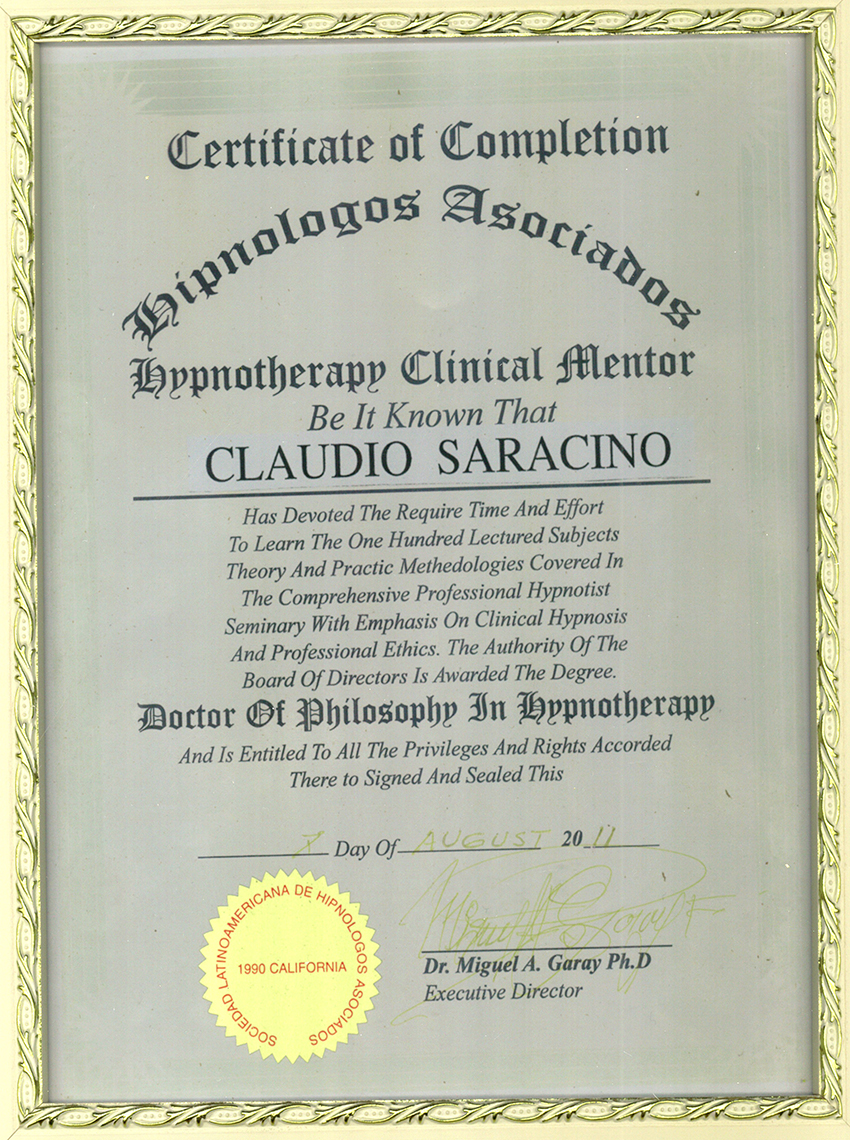 Certificate of Completion
Hipnologos Asociados
Hypnotherapy Clinical Mentor
Be It Known That
CLAUDIO SARACINO
Has Devoted The Require Time And Effort
To Learn The One Hundred Lectured Subjects
Theory And Practic Methedologies Covered In
The Comprehensive Professional Hypnotist
Seminary With Emphasis On Clinical Hypnosis
And Professional Ethics. The Authority Of The
Board Of Directors Is Awarded The Degree.
Doctor Of Philosophy In Hypnotherapy
And Is Entitled To All The Privileges And Rights Accorded
There to Signed And Sealed This
Day Of AUGUST 20 11
SOCIEDAD LATINOAMERICANA DE HIPNOLOGOS ASOCIADOS
1990 CALIFORNIA
Dr. Miguel A. Garay Ph.D
Executive Director